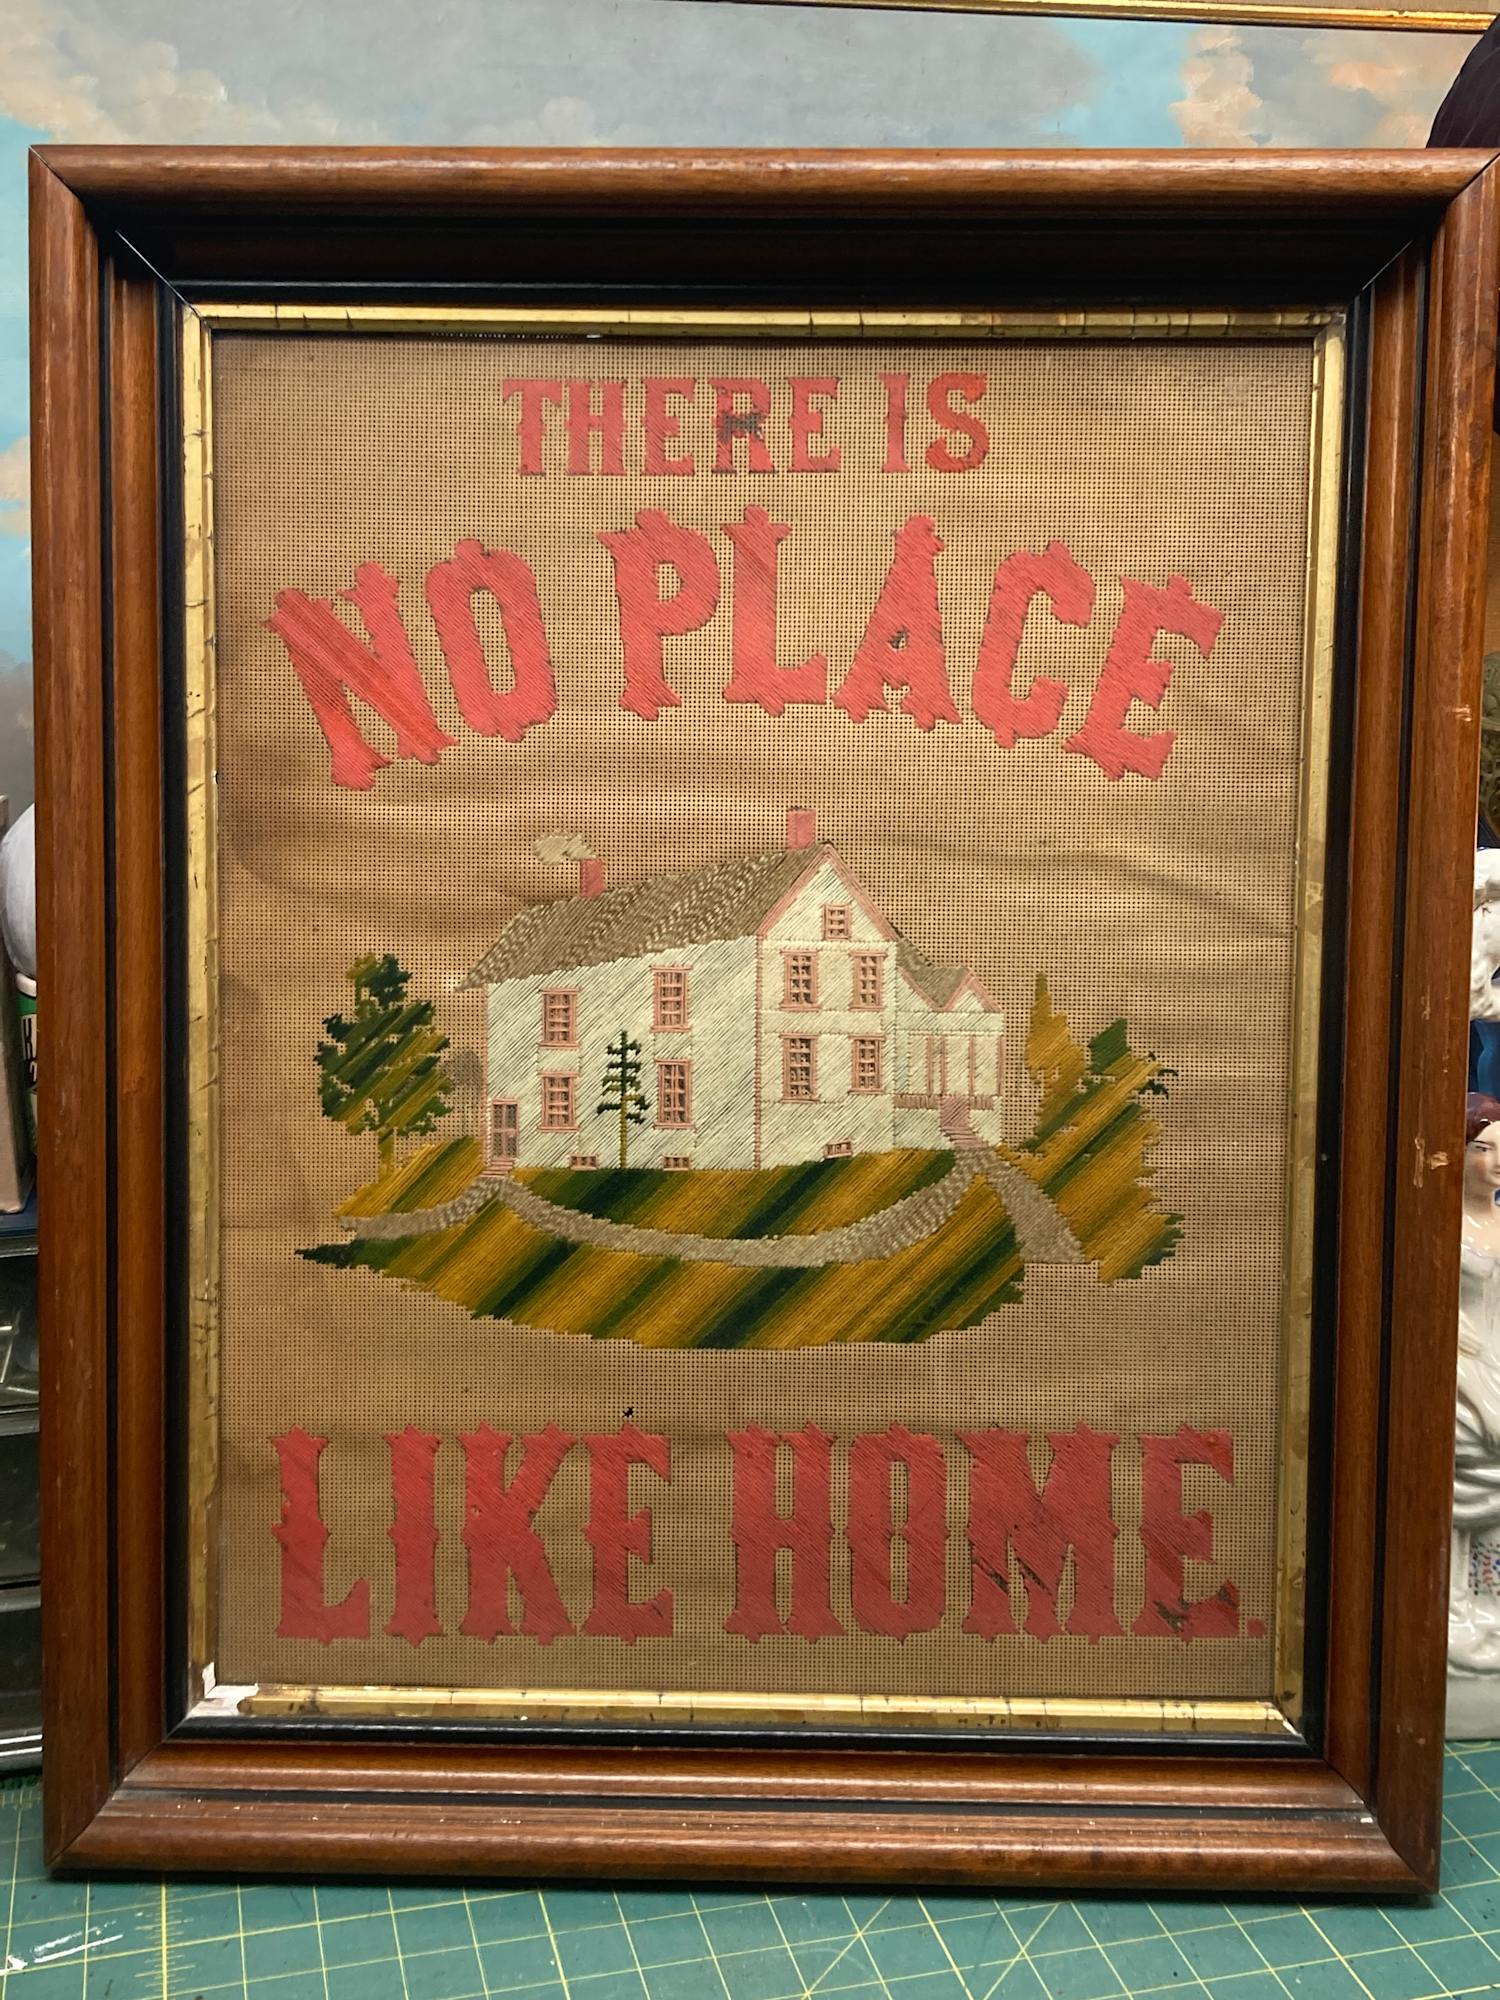 THERE IS
NO PLACE
LIKE HOME.